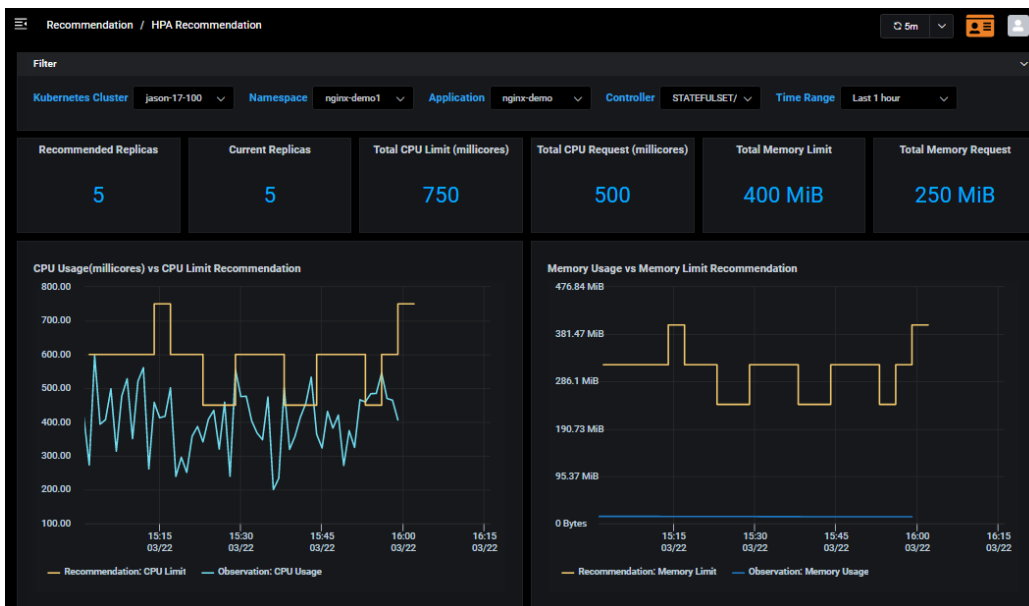 Recommendation / HPA Recommendation
5m
Filter
Kubernetes Cluster jason-17-100 Namespace nginx-demo1 Application nginx-demo Controller STATEFULSET/ Time Range Last 1 hour
Recommended Replicas
5
Current Replicas
5
Total CPU Limit (millicores)
750
Total CPU Request (millicores)
500
Total Memory Limit
400 MiB
Total Memory Request
250 MiB
CPU Usage(millicores) vs CPU Limit Recommendation
800.00
700.00
600.00
500.00
400.00
300.00
200.00
100.00
15:15 15:30 15:45 16:00 16:15
03/22 03/22 03/22 03/22 03/22
Recommendation: CPU Limit Observation: CPU Usage
Memory Usage vs Memory Limit Recommendation
476.84 MiB
381.47 MiB
286.1 MiB
190.73 MiB
95.37 MiB
0 Bytes
15:15 15:30 15:45 16:00 16:15
03/22 03/22 03/22 03/22 03/22
Recommendation: Memory Limit Observation: Memory Usage